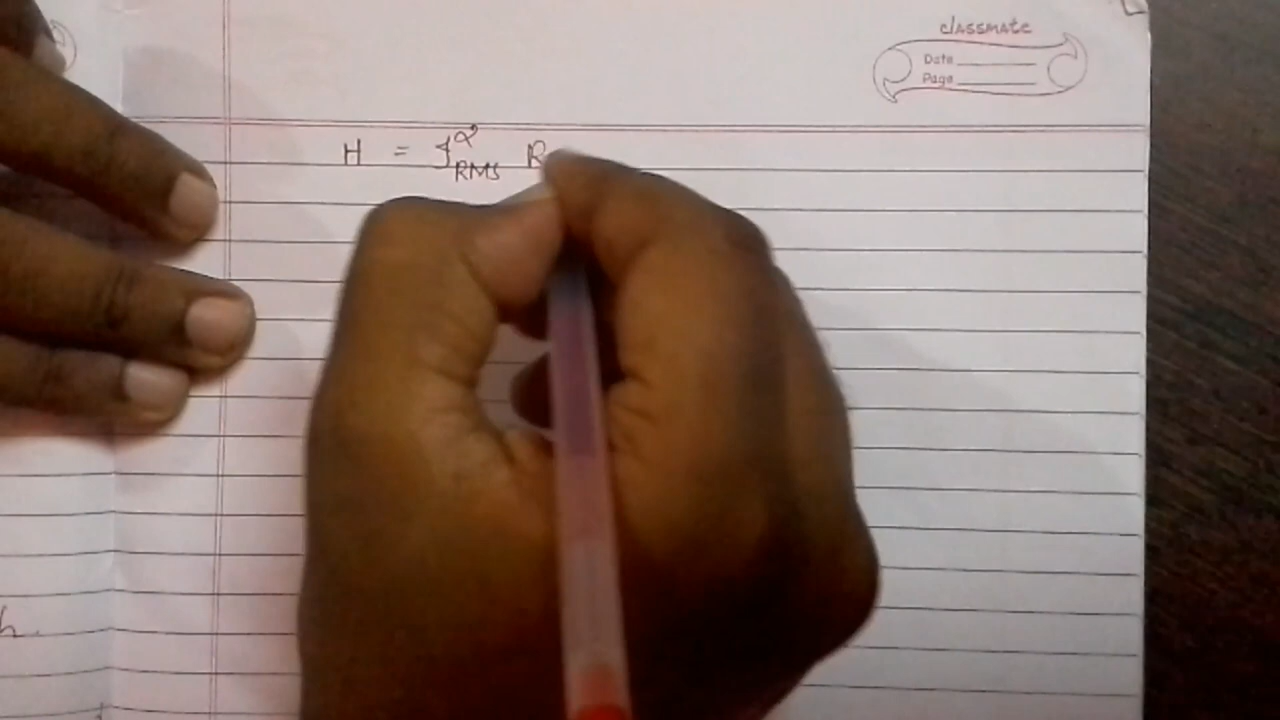 classmate
Date
Page
H = I²RMS R
h.